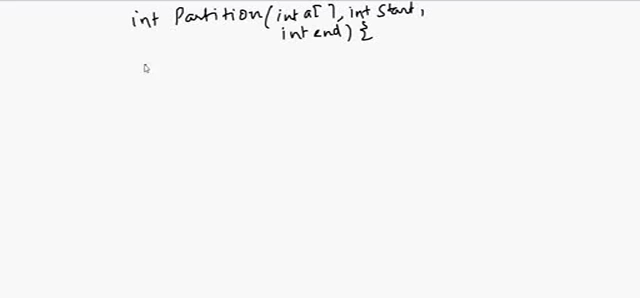 int Partition(int a[], int Start,
int end) {